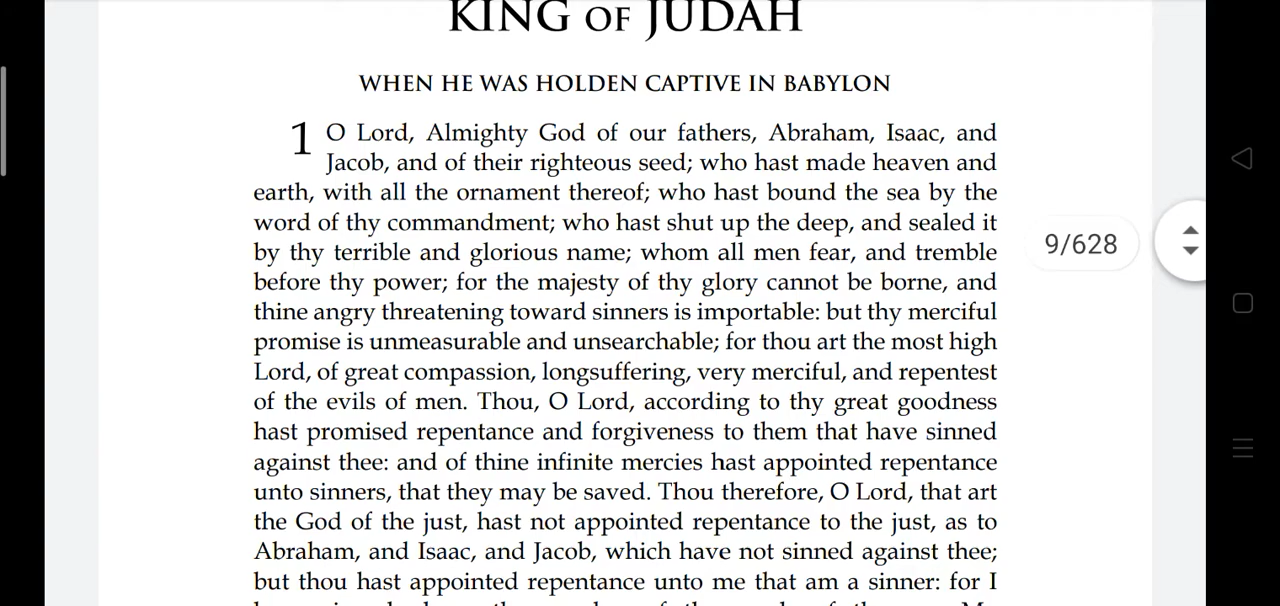 KING OF JUDAH
WHEN HE WAS HOLDEN CAPTIVE IN BABYLON
1 O Lord, Almighty God of our fathers, Abraham, Isaac, and
Jacob, and of their righteous seed; who hast made heaven and
earth, with all the ornament thereof; who hast bound the sea by the
word of thy commandment; who hast shut up the deep, and sealed it
by thy terrible and glorious name; whom all men fear, and tremble
before thy power; for the majesty of thy glory cannot be borne, and
thine angry threatening toward sinners is importable: but thy merciful
promise is unmeasurable and unsearchable; for thou art the most high
Lord, of great compassion, longsuffering, very merciful, and repentest
of the evils of men. Thou, O Lord, according to thy great goodness
hast promised repentance and forgiveness to them that have sinned
against thee: and of thine infinite mercies hast appointed repentance
unto sinners, that they may be saved. Thou therefore, O Lord, that art
the God of the just, hast not appointed repentance to the just, as to
Abraham, and Isaac, and Jacob, which have not sinned against thee;
but thou hast appointed repentance unto me that am a sinner: for I
9/628